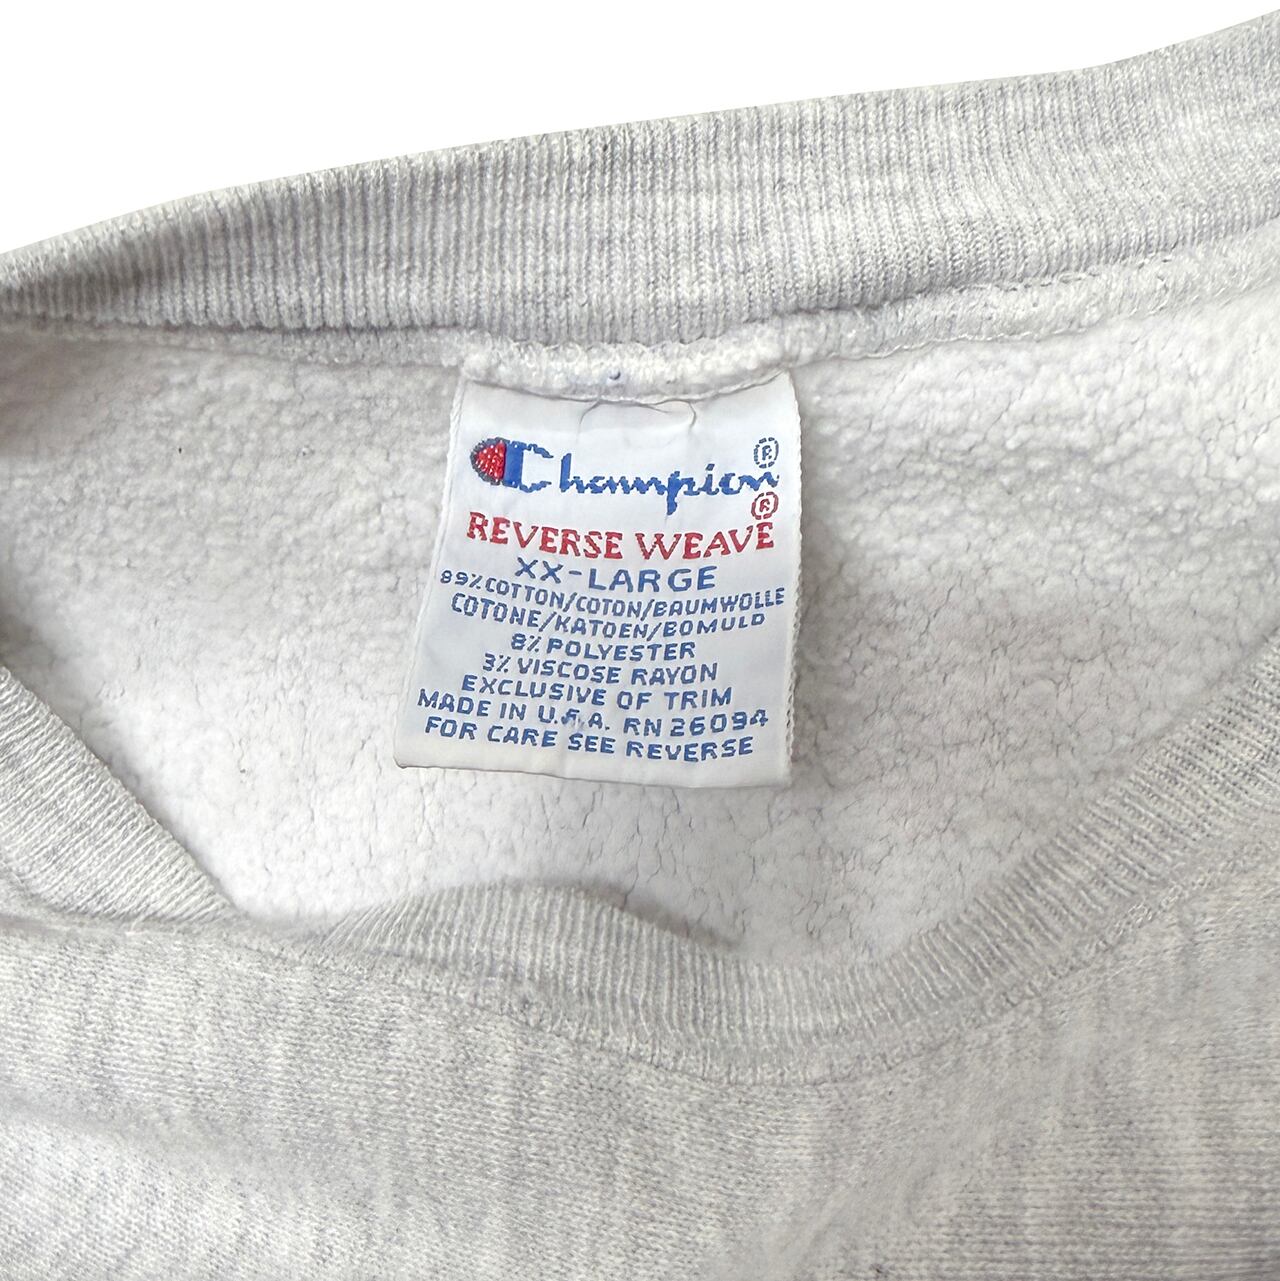 Champion®
REVERSE WEAVE®
XX-LARGE
89% COTTON/COTON/BAUMWOLLE
COTONE/KATOEN/BOMULD
8% POLYESTER
3% VISCOSE RAYON
EXCLUSIVE OF TRIM
MADE IN U.S.A. RN 26094
FOR CARE SEE REVERSE